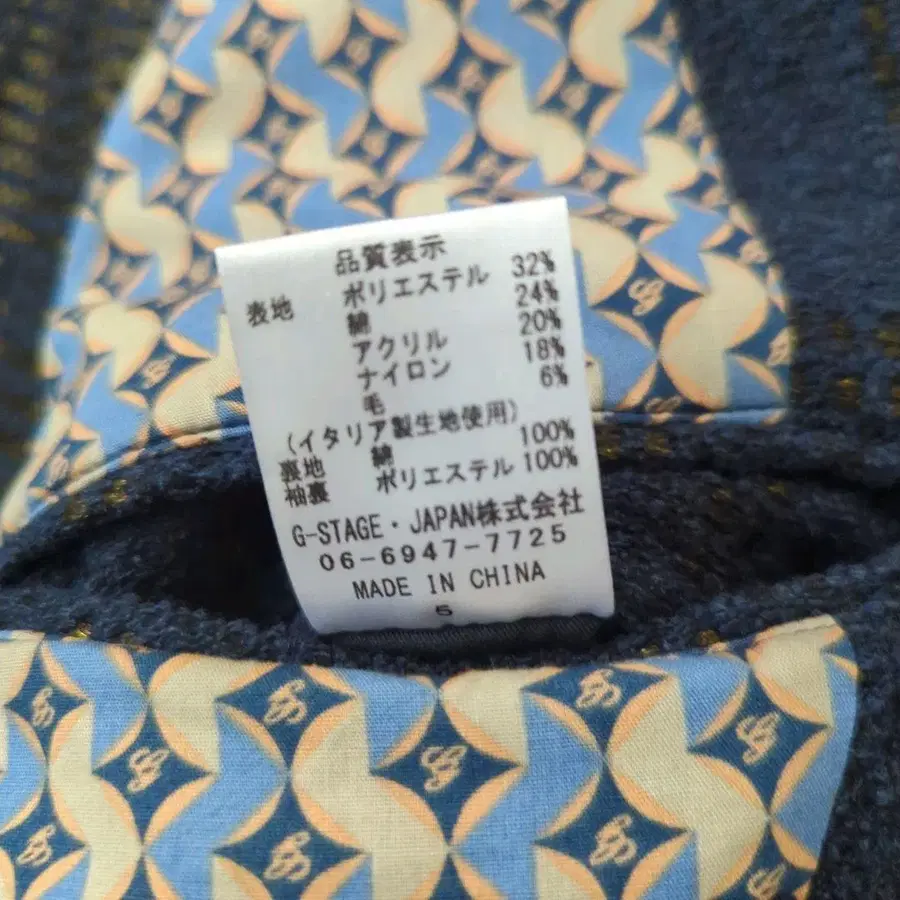 品質表示
表地 ポリエステル 32%
綿 24%
アクリル 20%
ナイロン 18%
毛 6%
(イタリア製生地使用)
裏地 綿 100%
袖裏 ポリエステル 100%
G-STAGE・JAPAN株式会社
06-6947-7725
MADE IN CHINA
5